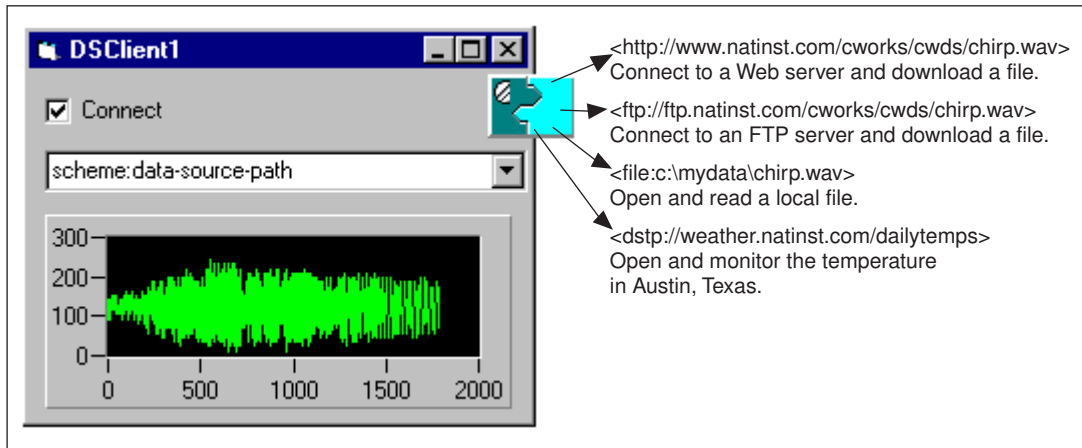 DSClient1
Connect
scheme:data-source-path
300
200
100
0
0 500 1000 1500 2000
<http://www.natinst.com/cworks/cwds/chirp.wav>
Connect to a Web server and download a file.
<ftp://ftp.natinst.com/cworks/cwds/chirp.wav>
Connect to an FTP server and download a file.
<file:c:\mydata\chirp.wav>
Open and read a local file.
<dstp://weather.natinst.com/dailytemps>
Open and monitor the temperature
in Austin, Texas.